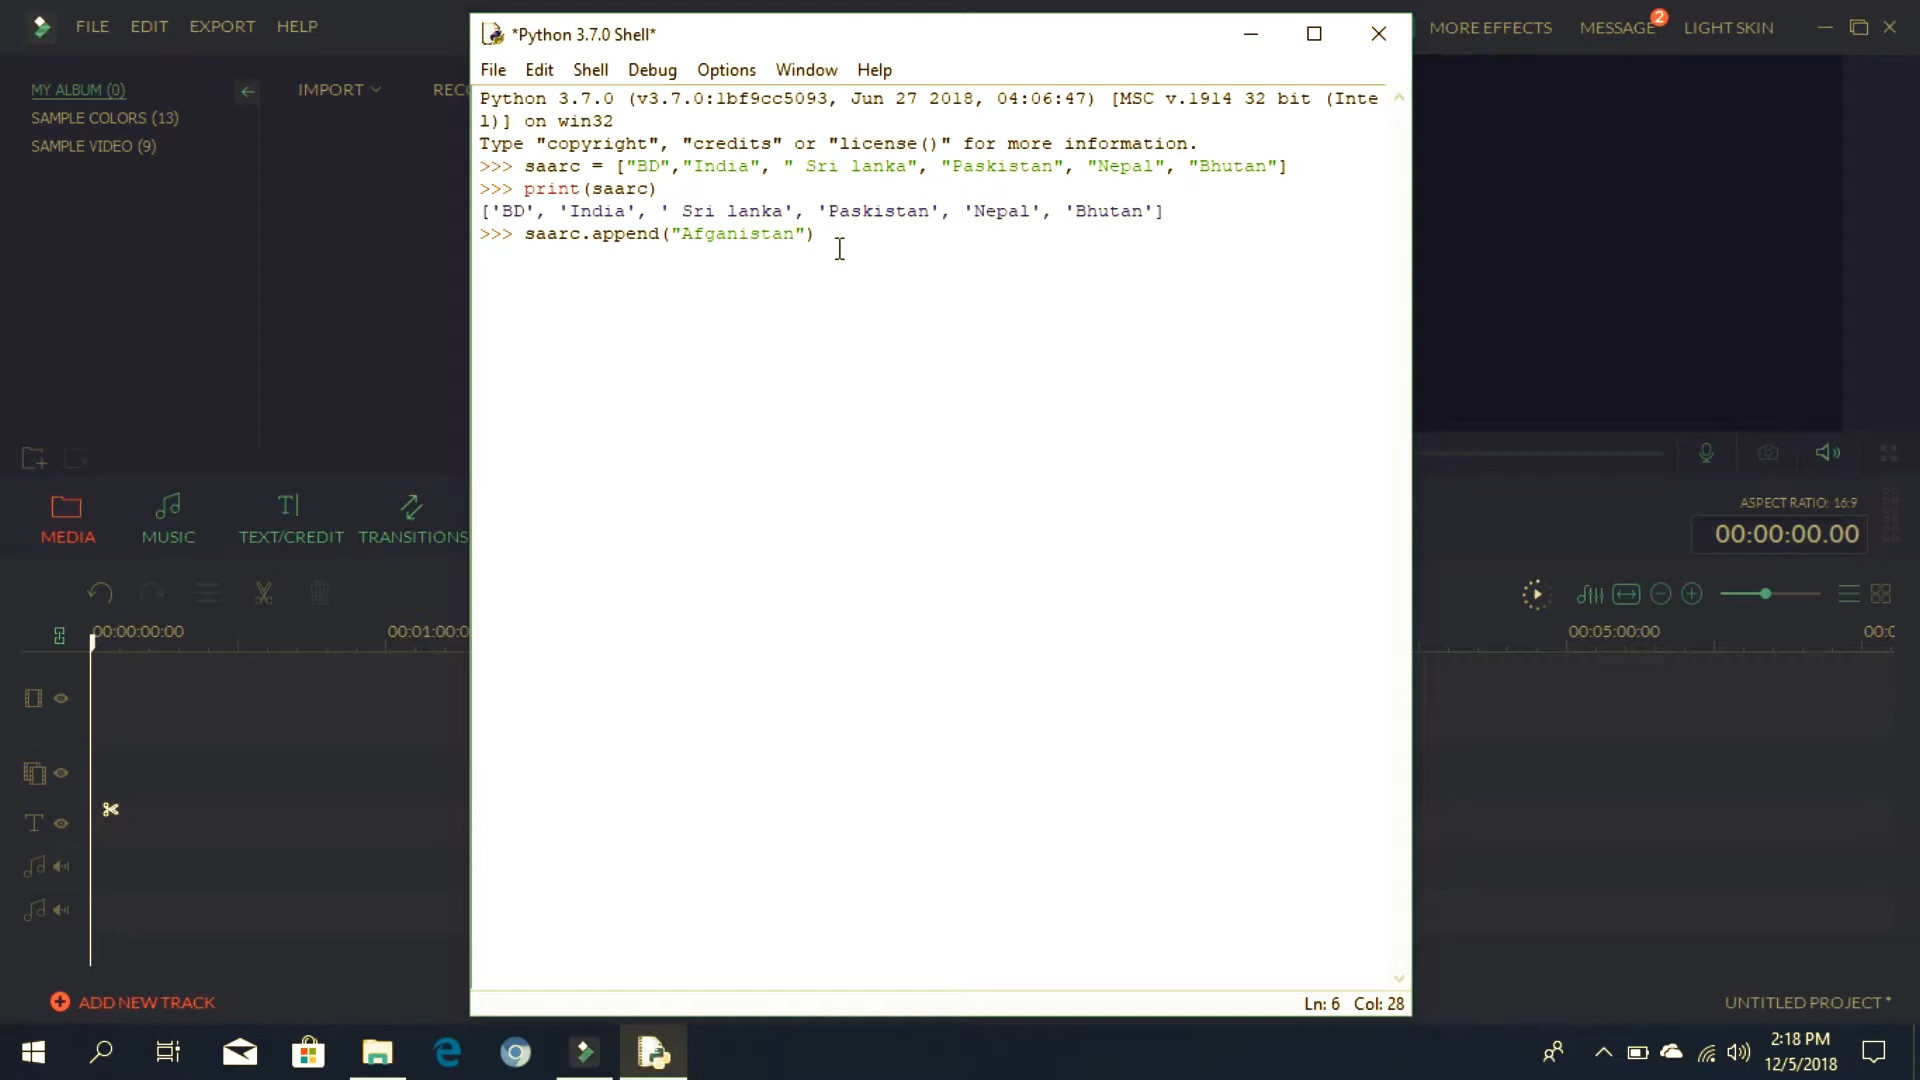 FILE EDIT EXPORT HELP
*Python 3.7.0 Shell*
MORE EFFECTS MESSAGE 2 LIGHT SKIN
File Edit Shell Debug Options Window Help
MY ALBUM (0)
IMPORT
SAMPLE COLORS (13)
SAMPLE VIDEO (9)
Python 3.7.0 (v3.7.0:1bf9cc5093, Jun 27 2018, 04:06:47) [MSC v.1914 32 bit (Inte
l)] on win32
Type "copyright", "credits" or "license()" for more information.
>>> saarc = ["BD","India", " Sri lanka", "Paskistan", "Nepal", "Bhutan"]
>>> print(saarc)
['BD', 'India', ' Sri lanka', 'Paskistan', 'Nepal', 'Bhutan']
>>> saarc.append("Afganistan")
MEDIA MUSIC TEXT/CREDIT TRANSITIONS
ASPECT RATIO: 16:9
00:00:00.00
00:00:00:00 00:01:00:0
00:05:00:00 00:0
ADD NEW TRACK
Ln: 6 Col: 28
UNTITLED PROJECT *
2:18 PM
12/5/2018